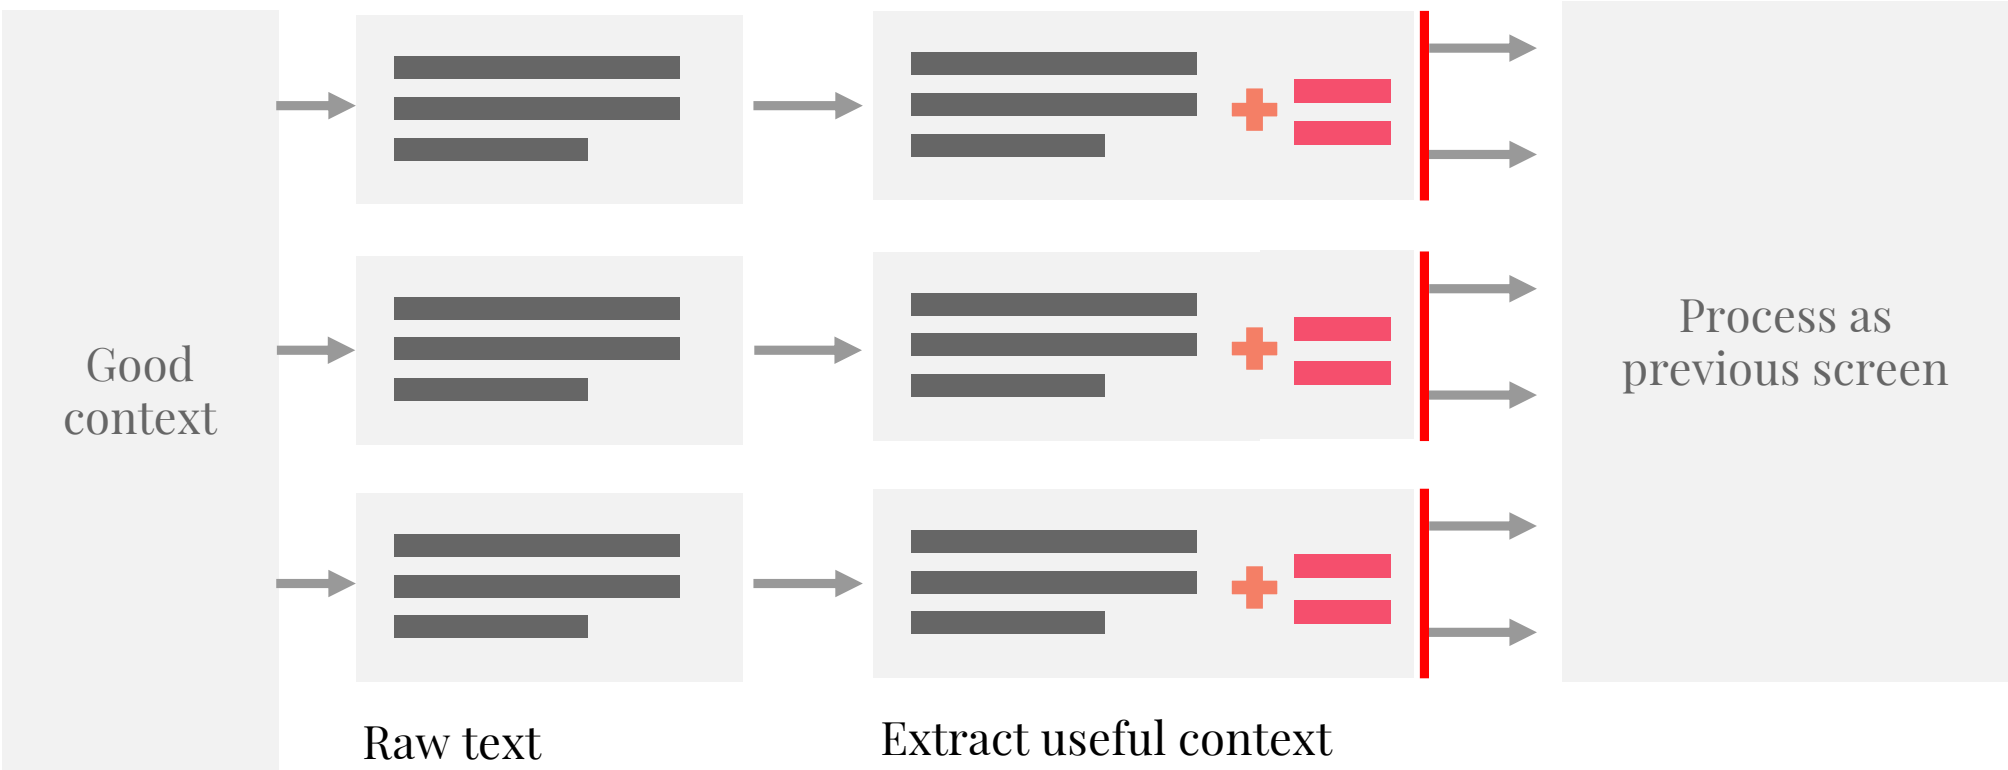 Good
context
Raw text
Extract useful context
Process as
previous screen